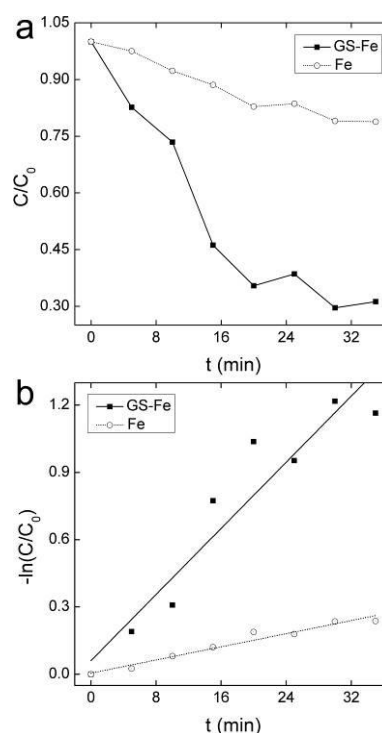 a
1.05
0.90
0.75
0.60
0.45
0.30
C/C0
GS-Fe
Fe
0 8 16 24 32
t (min)
b
1.2
0.9
0.6
0.3
0.0
-ln(C/C0)
GS-Fe
Fe
0 8 16 24 32
t (min)